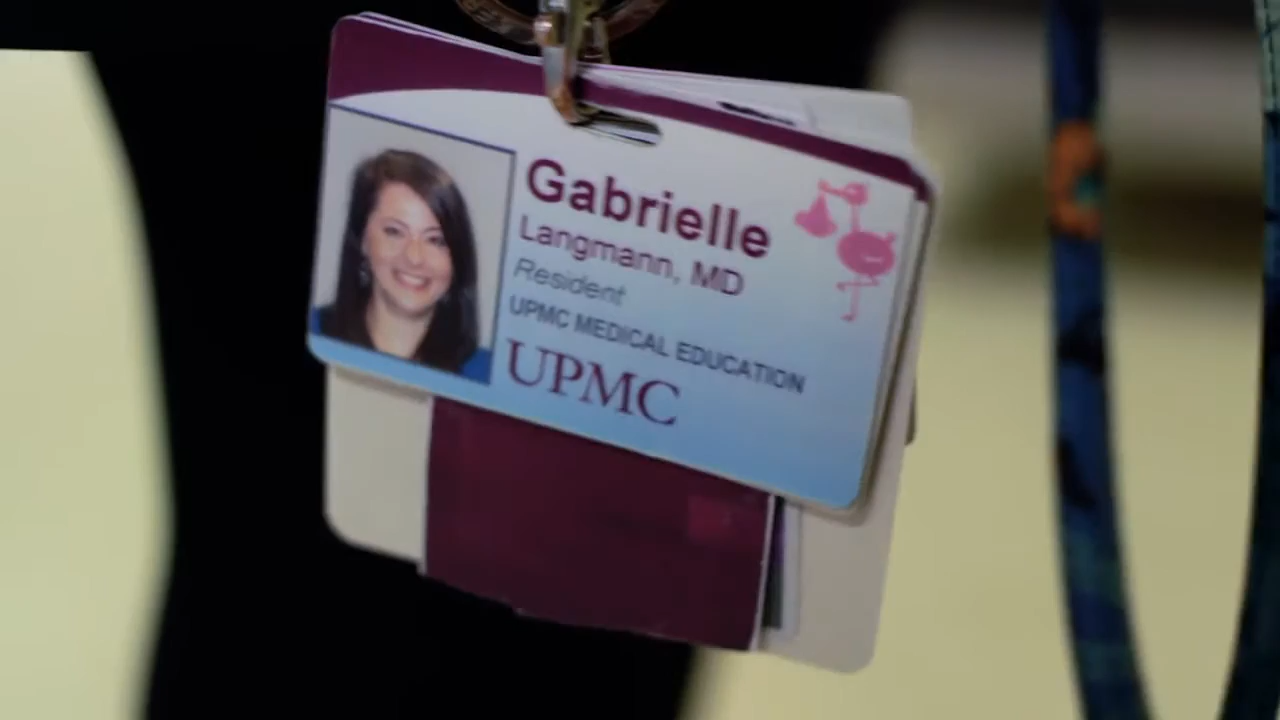 Gabrielle
Langmann, MD
Resident
UPMC MEDICAL EDUCATION
UPMC